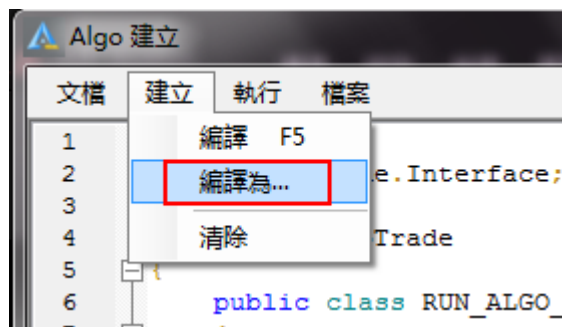 Algo 建立
文檔 建立 執行 檔案
1
編譯 F5
2 e.Interface;
編譯為...
3
4 Trade
清除
5 {
6 public class RUN_ALGO_